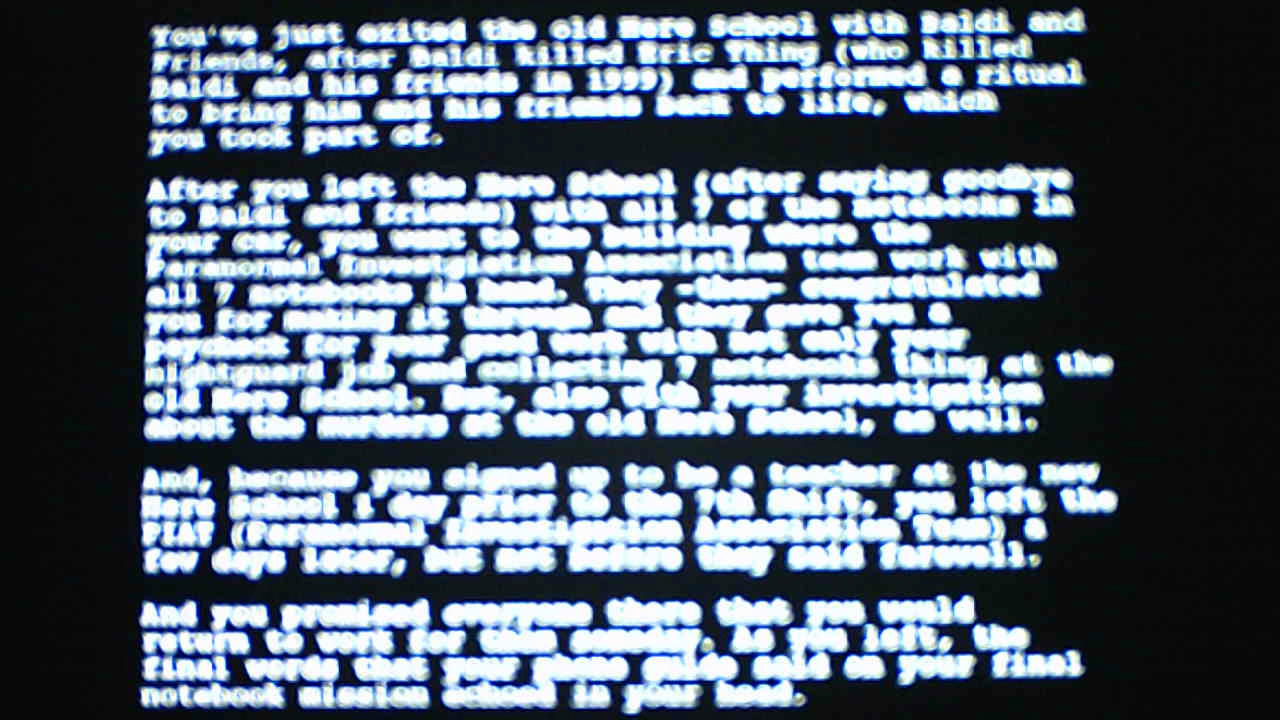 You've just exited the old Here School with Baldi and
Friends, after Baldi killed Eric Thing (who killed
Baldi and his friends in 1999) and performed a ritual
to bring him and his friends back to life, which
you took part of.
After you left the Here School (after saying goodbye
to Baldi and friends) with all 7 of the notebooks in
your car, you went to the building where the
Paranormal Investgietion Association team work with
all 7 notebooks in hand. They -then- congratulated
you for making it through and they gave you a
paycheck for your good work with not only your
nightguard job and collecting 7 notebooks thing at the
old Here School. But, also with your investigation
about the murders at the old Here School, as well.
And, because you signed up to be a teacher at the new
Here School 1 day prior to the 7th Shift, you left the
PIAT (Paranormal Investigation Association Team) a
few days later, but not before they said farewell.
And you promised everyone there that you would
return to work for them someday. As you left, the
final words that your phone guide said on your final
notebook mission echoed in your head.